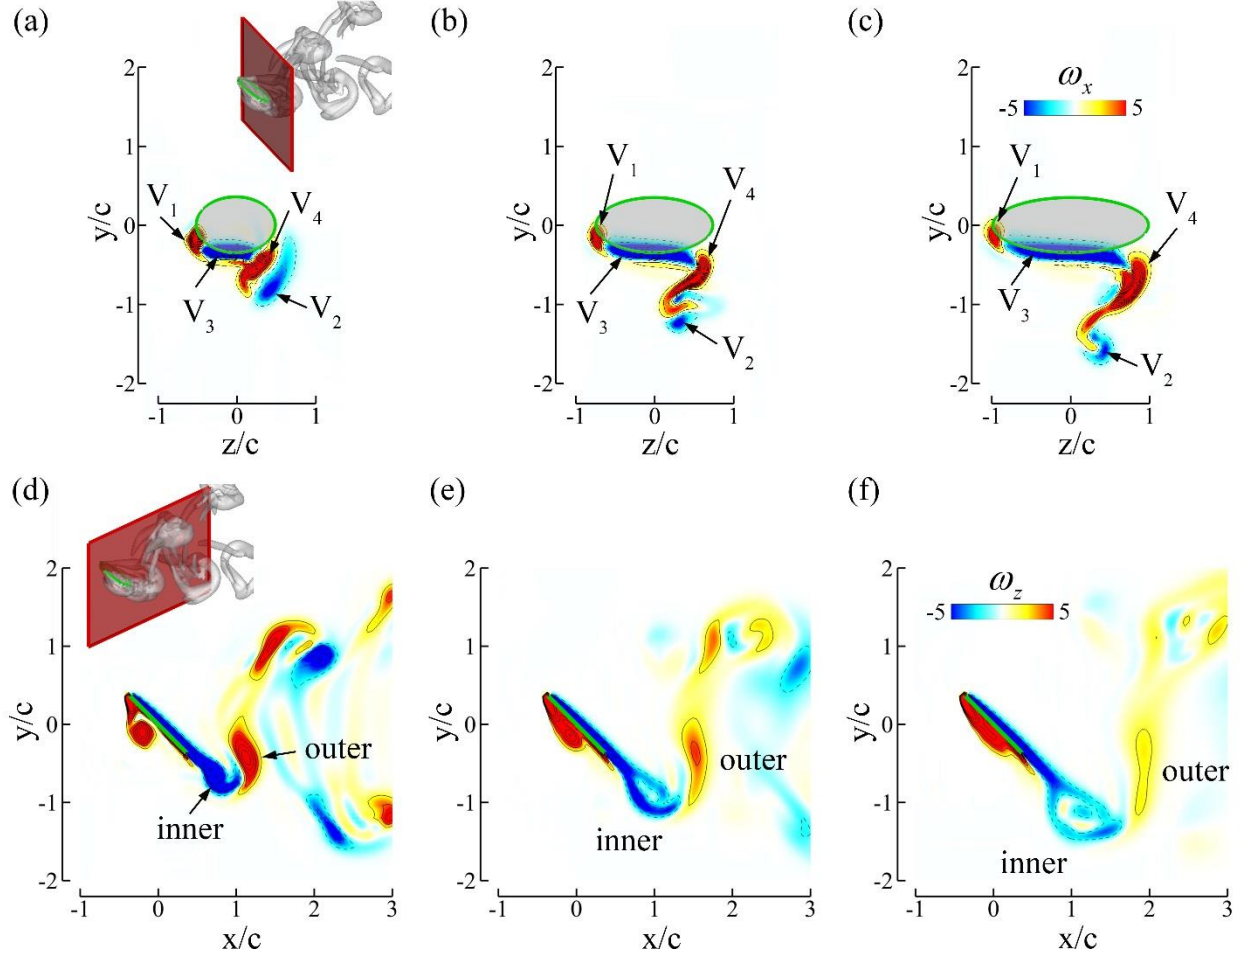 (a)
(b)
(c)
y/c
2
1
0
-1
-2
V1
V4
V3
V2
-1 0 1
z/c
y/c
2
1
0
-1
-2
V1
V4
V3
V2
-1 0 1
z/c
ωx
-5 5
y/c
2
1
0
-1
-2
V1
V4
V3
V2
-1 0 1
z/c
(d)
(e)
(f)
y/c
2
1
0
-1
-2
outer
inner
-1 0 1 2 3
x/c
y/c
2
1
0
-1
-2
outer
inner
-1 0 1 2 3
x/c
ωz
-5 5
y/c
2
1
0
-1
-2
outer
inner
-1 0 1 2 3
x/c